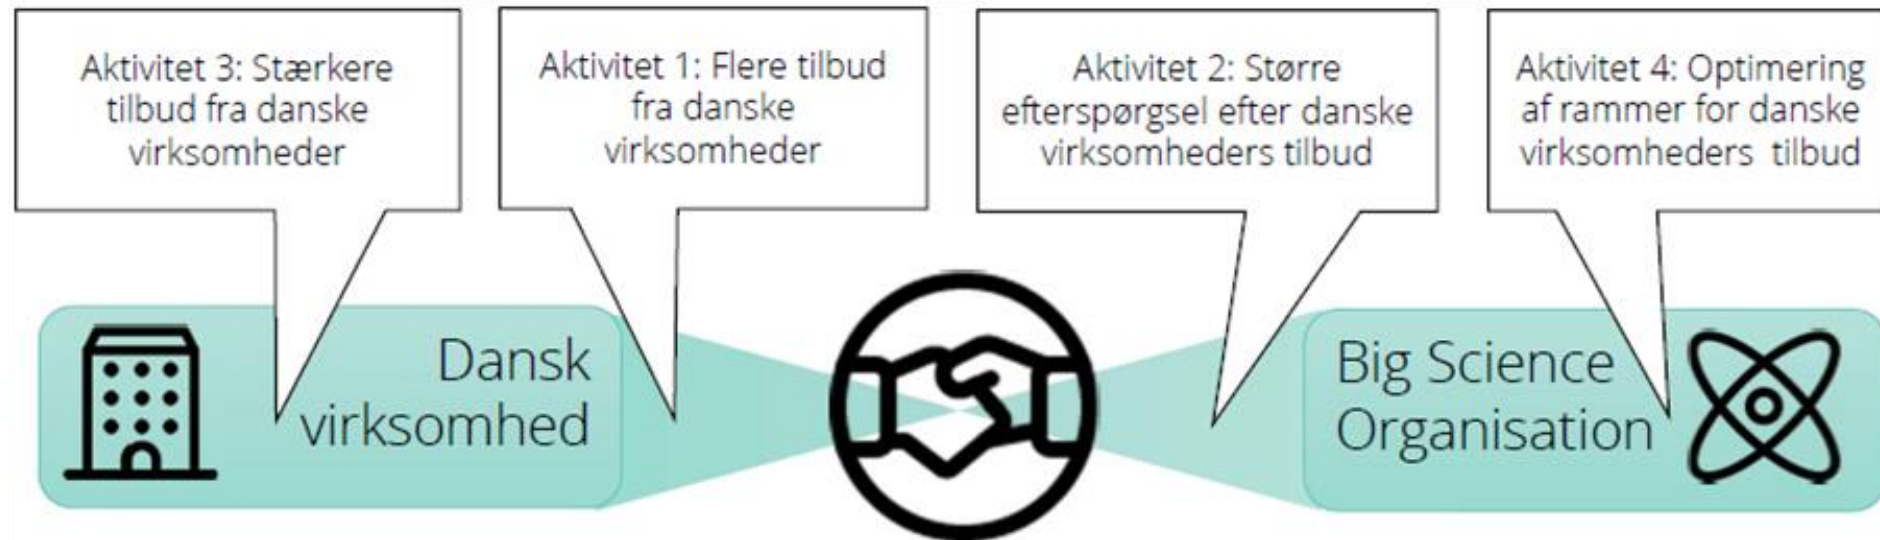 Aktivitet 3: Stærkere
tilbud fra danske
virksomheder
Aktivitet 1: Flere tilbud
fra danske
virksomheder
Aktivitet 2: Større
efterspørgsel efter danske
virksomheders tilbud
Aktivitet 4: Optimering
af rammer for danske
virksomheders tilbud
Dansk
virksomhed
Big Science
Organisation